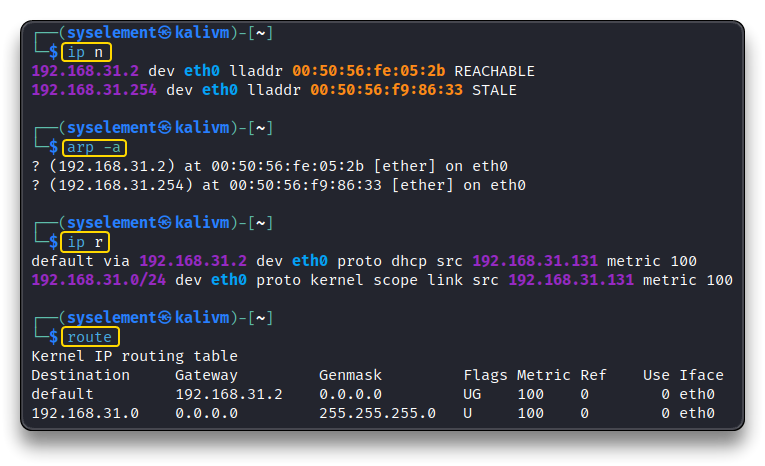 ┌──(syselement㉿kalivm)-[~]
└─$ ip n
192.168.31.2 dev eth0 lladdr 00:50:56:fe:05:2b REACHABLE
192.168.31.254 dev eth0 lladdr 00:50:56:f9:86:33 STALE
┌──(syselement㉿kalivm)-[~]
└─$ arp -a
? (192.168.31.2) at 00:50:56:fe:05:2b [ether] on eth0
? (192.168.31.254) at 00:50:56:f9:86:33 [ether] on eth0
┌──(syselement㉿kalivm)-[~]
└─$ ip r
default via 192.168.31.2 dev eth0 proto dhcp src 192.168.31.131 metric 100
192.168.31.0/24 dev eth0 proto kernel scope link src 192.168.31.131 metric 100
┌──(syselement㉿kalivm)-[~]
└─$ route
Kernel IP routing table
Destination     Gateway         Genmask         Flags Metric Ref    Use Iface
default         192.168.31.2    0.0.0.0         UG    100    0        0 eth0
192.168.31.0    0.0.0.0         255.255.255.0   U     100    0        0 eth0